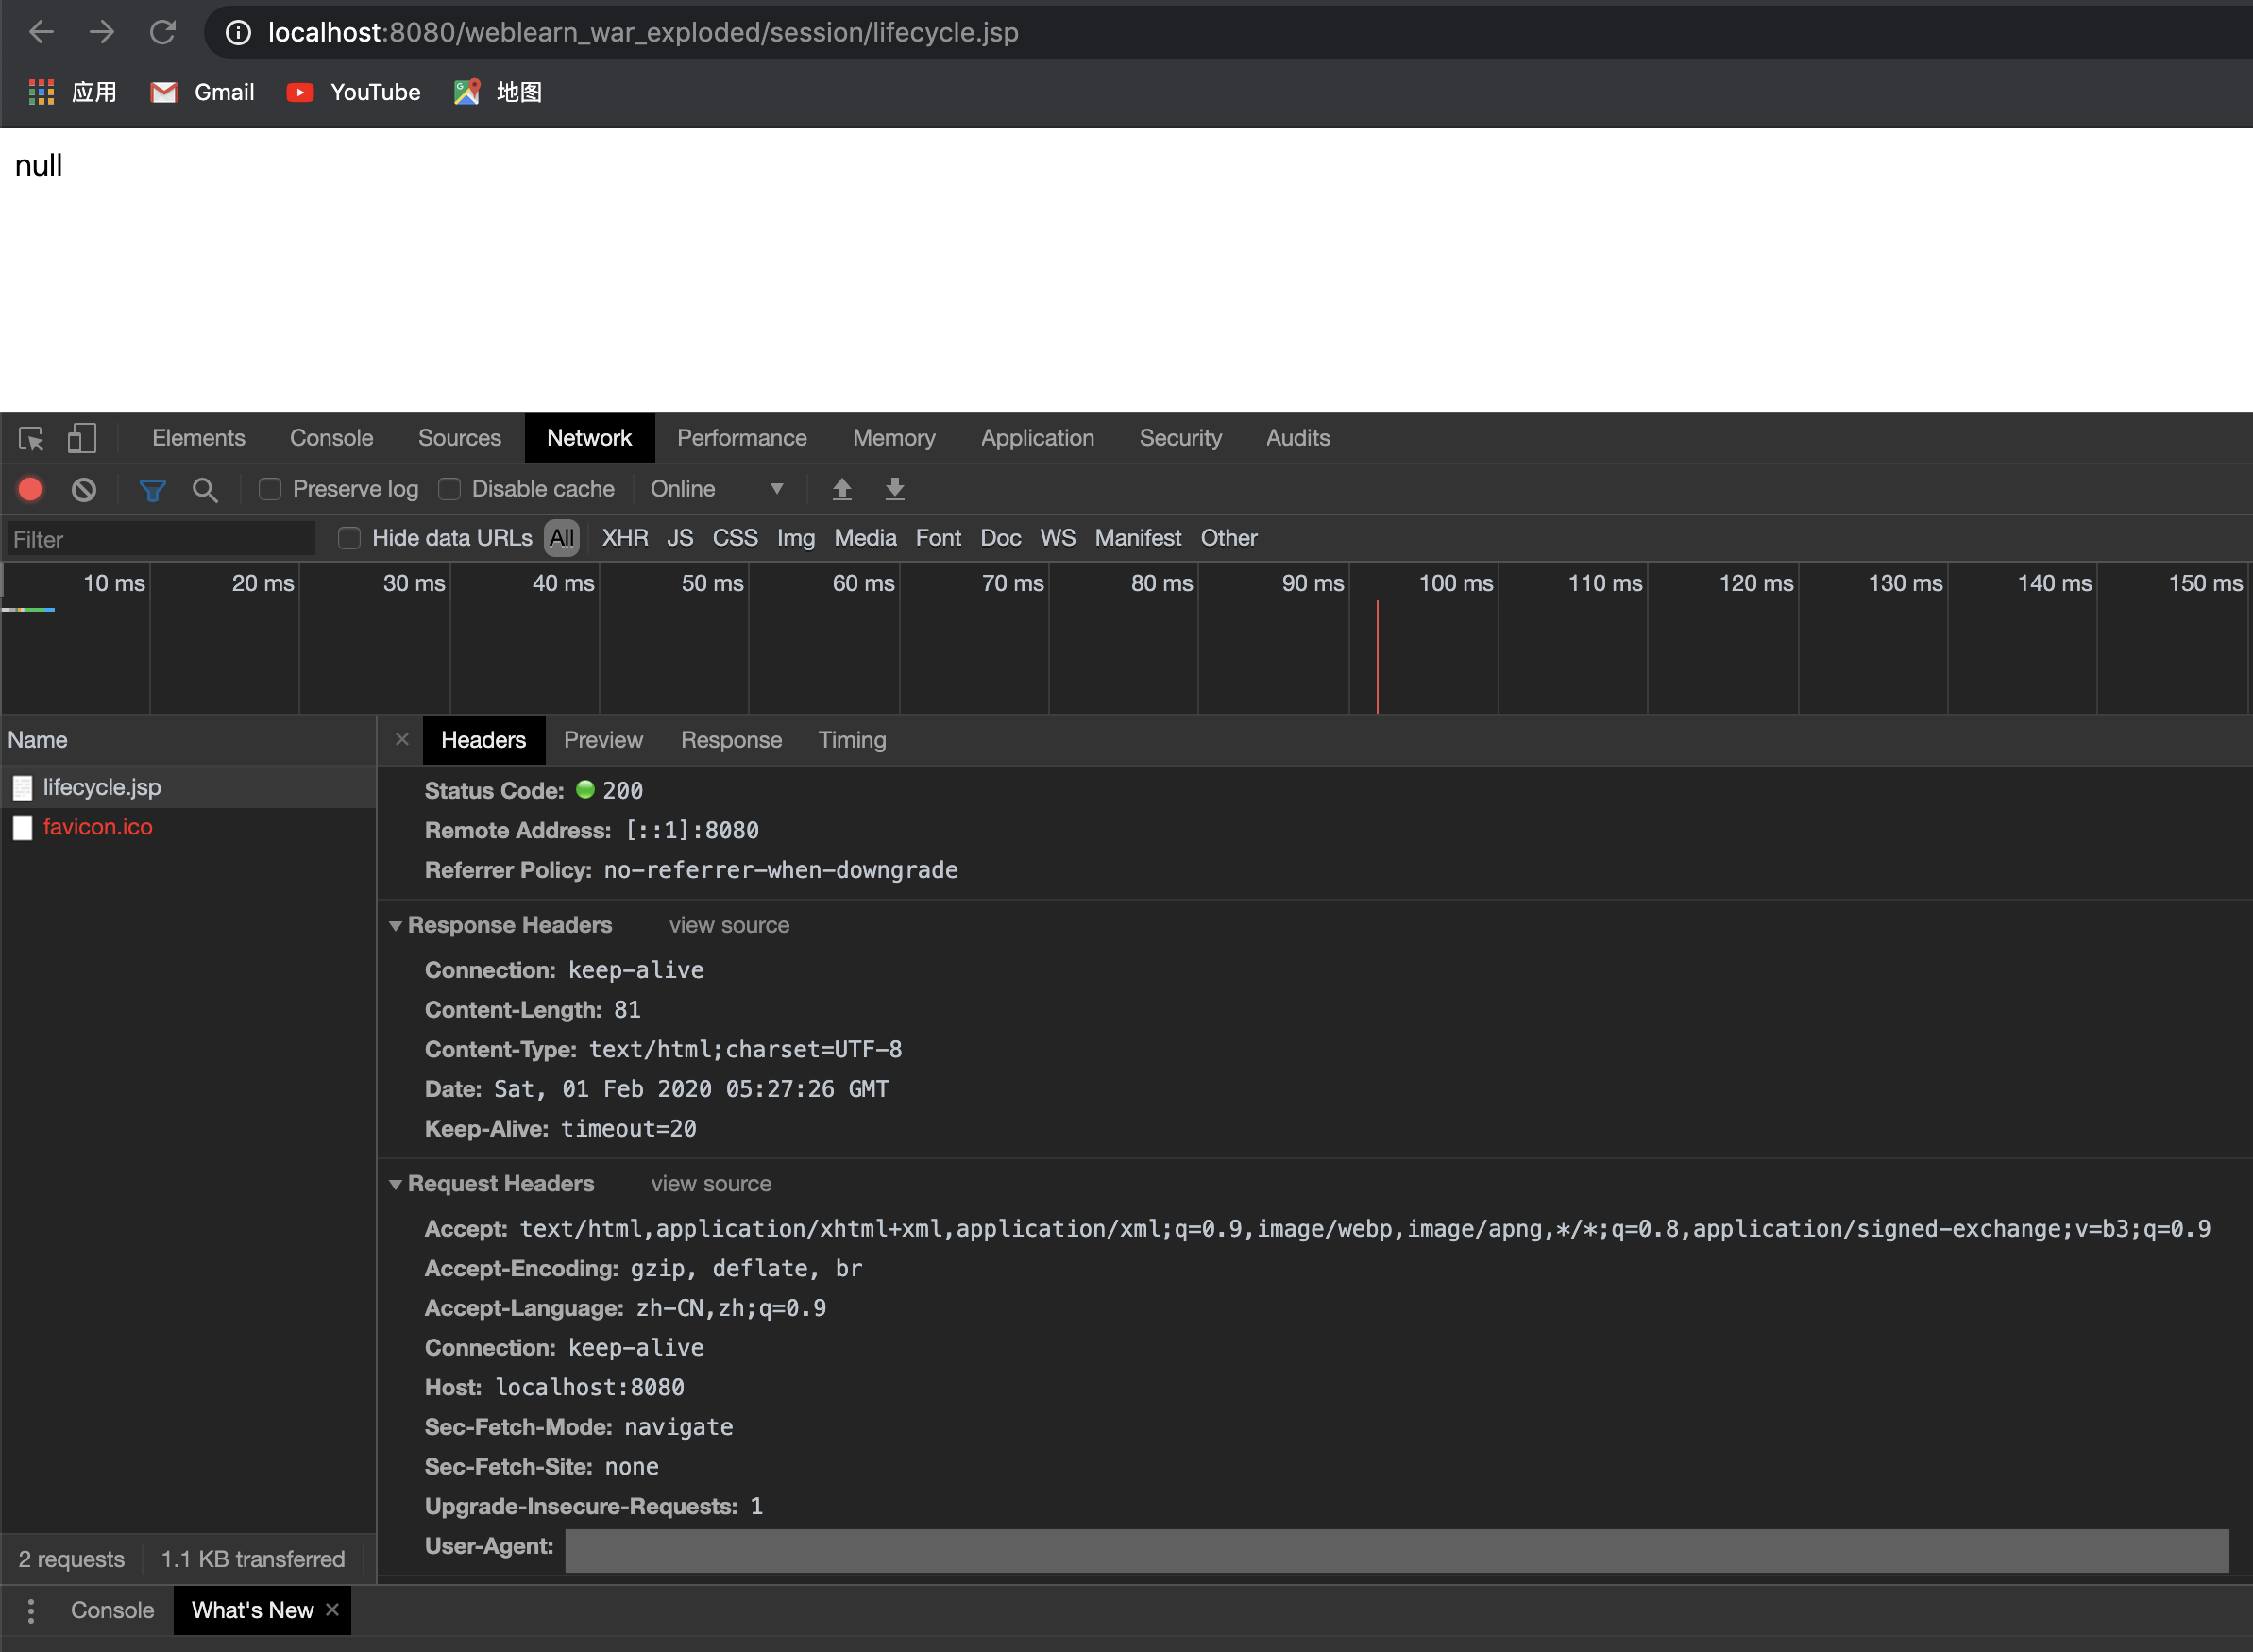 localhost:8080/weblearn_war_exploded/session/lifecycle.jsp
应用 Gmail YouTube 地图
null
Elements Console Sources Network Performance Memory Application Security Audits
Preserve log Disable cache Online
Filter Hide data URLs All XHR JS CSS Img Media Font Doc WS Manifest Other
10 ms 20 ms 30 ms 40 ms 50 ms 60 ms 70 ms 80 ms 90 ms 100 ms 110 ms 120 ms 130 ms 140 ms 150 ms
Name
lifecycle.jsp
favicon.ico
2 requests 1.1 KB transferred
Headers Preview Response Timing
Status Code: 200
Remote Address: [::1]:8080
Referrer Policy: no-referrer-when-downgrade
Response Headers view source
Connection: keep-alive
Content-Length: 81
Content-Type: text/html;charset=UTF-8
Date: Sat, 01 Feb 2020 05:27:26 GMT
Keep-Alive: timeout=20
Request Headers view source
Accept: text/html,application/xhtml+xml,application/xml;q=0.9,image/webp,image/apng,*/*;q=0.8,application/signed-exchange;v=b3;q=0.9
Accept-Encoding: gzip, deflate, br
Accept-Language: zh-CN,zh;q=0.9
Connection: keep-alive
Host: localhost:8080
Sec-Fetch-Mode: navigate
Sec-Fetch-Site: none
Upgrade-Insecure-Requests: 1
User-Agent:
Console What's New